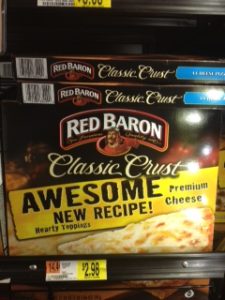 RED BARON
Classic Crust
RED BARON
Classic Crust
RED BARON
Classic Crust
AWESOME
NEW RECIPE!
Hearty Toppings
Premium
Cheese
2.98